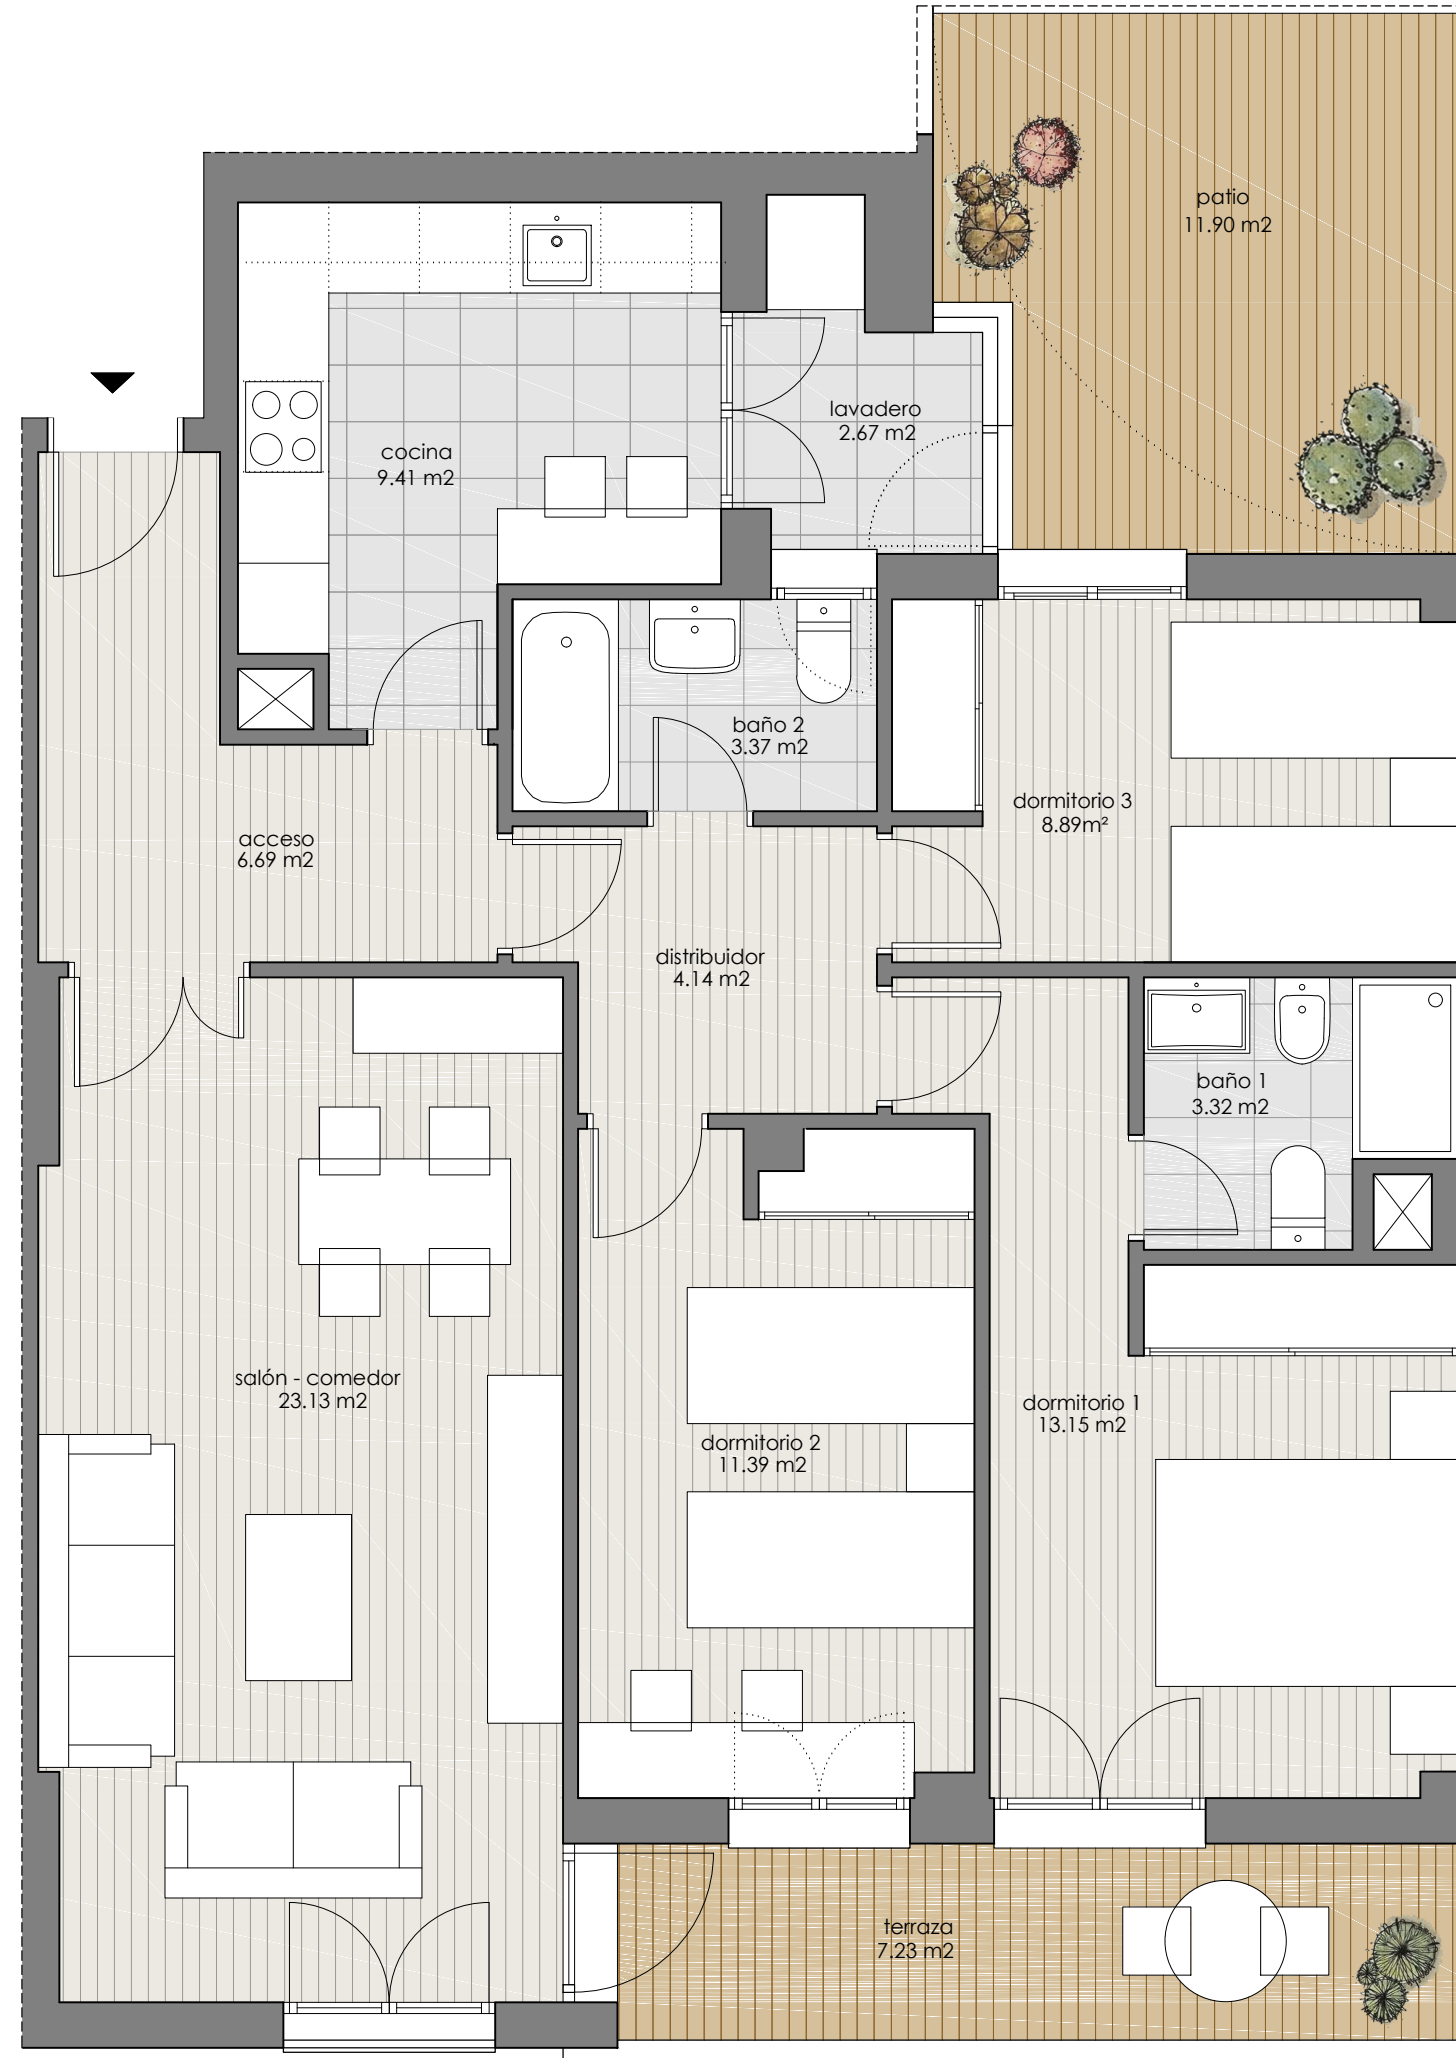 patio
11.90 m2
lavadero
2.67 m2
cocina
9.41 m2
baño 2
3.37 m2
dormitorio 3
8.89m²
acceso
6.69 m2
distribuidor
4.14 m2
baño 1
3.32 m2
salón - comedor
23.13 m2
dormitorio 1
13.15 m2
dormitorio 2
11.39 m2
terraza
7.23 m2